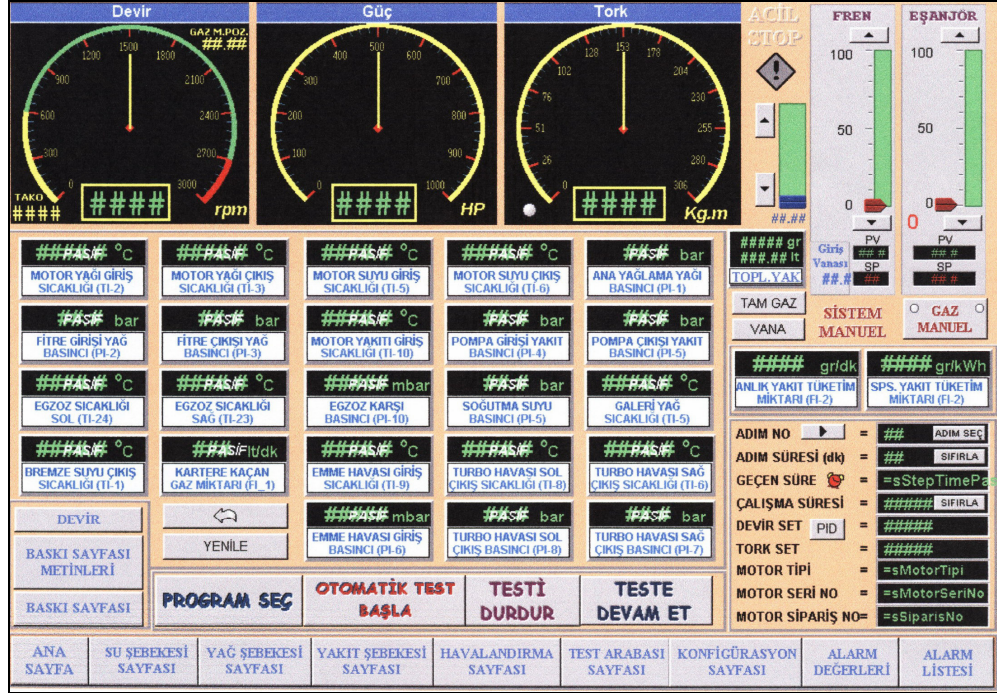 Devir
Güç
Tork
ACİL
STOP
FREN
EŞANJÖR
GAZ M.POZ.
##.##
0
300
600
900
1200
1500
1800
2100
2400
2700
3000
TAKO
####
####
rpm
0
100
200
300
400
500
600
700
800
900
1000
####
HP
0
26
51
76
102
128
153
178
204
230
255
280
306
####
Kg.m
##.##
100
50
0
100
50
0
0
Giriş
Vanası
##.#
PV
## #
SP
## #
PV
## #
SP
## #
##### gr
###.## lt
TOPL.YAK
TAM GAZ
VANA
SİSTEM
MANUEL
GAZ
MANUEL
PASİF °C
MOTOR YAĞI GİRİŞ
SICAKLIĞI (TI-2)
PASİF °C
MOTOR YAĞI ÇIKIŞ
SICAKLIĞI (TI-3)
PASİF °C
MOTOR SUYU GİRİŞ
SICAKLIĞI (TI-5)
PASİF °C
MOTOR SUYU ÇIKIŞ
SICAKLIĞI (TI-6)
PASİF bar
ANA YAĞLAMA YAĞI
BASINCI (PI-1)
PASİF bar
FİTRE GİRİŞİ YAĞ
BASINCI (PI-2)
PASİF bar
FİTRE ÇIKIŞI YAĞ
BASINCI (PI-3)
PASİF °C
MOTOR YAKITI GİRİŞ
SICAKLIĞI (TI-10)
PASİF bar
POMPA GİRİŞİ YAKIT
BASINCI (PI-4)
PASİF bar
POMPA ÇIKIŞI YAKIT
BASINCI (PI-5)
PASİF °C
EGZOZ SICAKLIĞI
SOL (TI-24)
PASİF °C
EGZOZ SICAKLIĞI
SAĞ (TI-23)
PASİF mbar
EGZOZ KARŞI
BASINCI (PI-10)
PASİF bar
SOĞUTMA SUYU
BASINCI (PI-5)
PASİF °C
GALERİ YAĞ
SICAKLIĞI (TI-5)
PASİF °C
BREMZE SUYU ÇIKIŞ
SICAKLIĞI (TI-1)
PASİF lt/dk
KARTERE KAÇAN
GAZ MİKTARI (FI_1)
PASİF °C
EMME HAVASI GİRİŞ
SICAKLIĞI (TI-9)
PASİF °C
TURBO HAVASI SOL
ÇIKIŞ SICAKLIĞI (TI-8)
PASİF °C
TURBO HAVASI SAĞ
ÇIKIŞ SICAKLIĞI (TI-6)
PASİF mbar
EMME HAVASI GİRİŞ
BASINCI (PI-6)
PASİF bar
TURBO HAVASI SOL
ÇIKIŞ BASINCI (PI-8)
PASİF bar
TURBO HAVASI SAĞ
ÇIKIŞ BASINCI (PI-7)
#### gr/dk
ANLIK YAKIT TÜKETİM
MİKTARI (FI-2)
#### gr/kWh
SPS. YAKIT TÜKETİM
MİKTARI (FI-2)
ADIM NO = ## ADIM SEÇ
ADIM SÜRESİ (dk) = ## SIFIRLA
GEÇEN SÜRE = =sStepTimePas
ÇALIŞMA SÜRESİ = ##### SIFIRLA
DEVİR SET PID = #####
TORK SET = #####
MOTOR TİPİ = =sMotorTipi
MOTOR SERİ NO = =sMotorSeriNo
MOTOR SİPARİŞ NO= =sSiparisNo
DEVİR
BASKI SAYFASI
METİNLERİ
BASKI SAYFASI
YENİLE
PROGRAM SEÇ
OTOMATİK TEST
BAŞLA
TESTİ
DURDUR
TESTE
DEVAM ET
ANA
SAYFA
SU ŞEBEKESİ
SAYFASI
YAĞ ŞEBEKESİ
SAYFASI
YAKIT ŞEBEKESİ
SAYFASI
HAVALANDIRMA
SAYFASI
TEST ARABASI
SAYFASI
KONFİGÜRASYON
SAYFASI
ALARM
DEĞERLERİ
ALARM
LİSTESİ